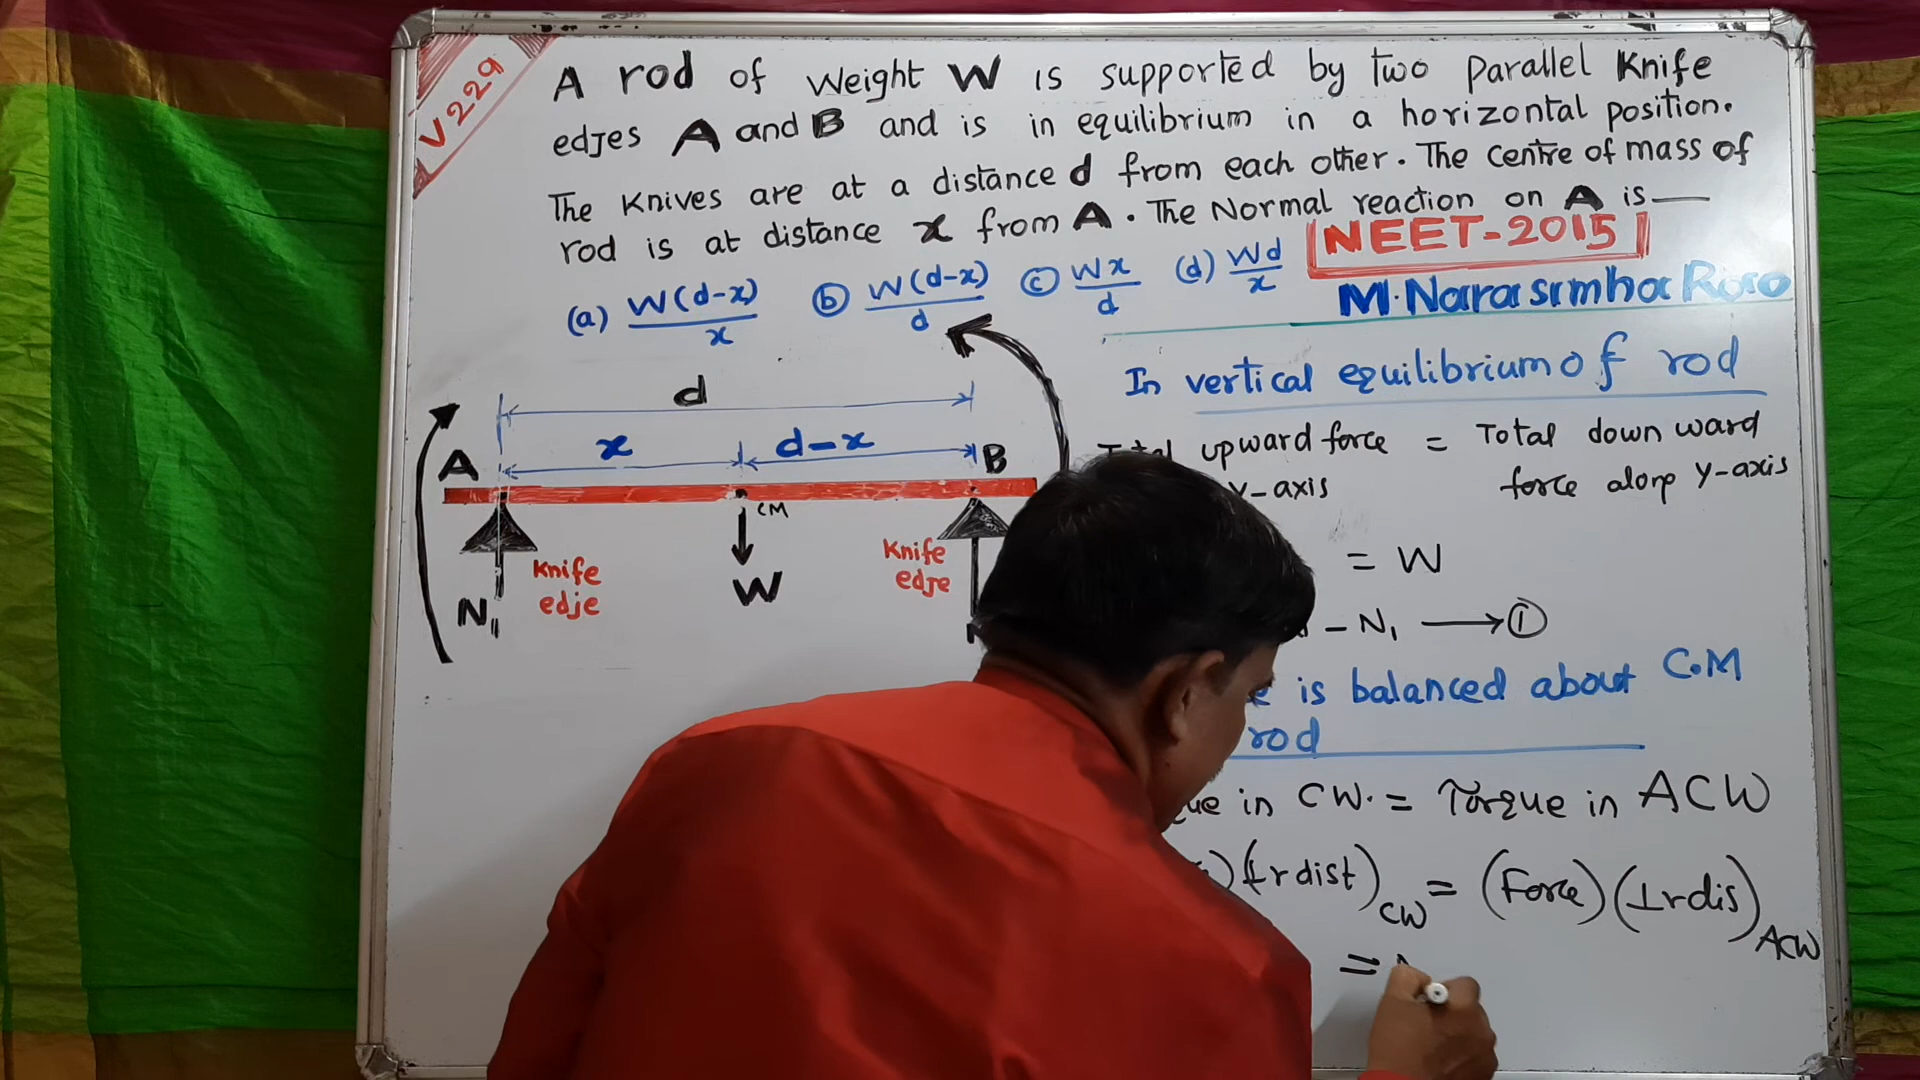 V229
A rod of weight W is supported by two parallel Knife
edjes A and B and is in equilibrium in a horizontal position.
The Knives are at a distance d from each other. The centre of mass of
rod is at distance x from A. The Normal reaction on A is —
NEET-2015
(a) W(d-x)/x (b) W(d-x)/d (c) Wx/d (d) Wd/x
M. Narasimha Rao
In vertical equilibrium of rod
upward force = Total down ward
Y-axis force along Y-axis
= W
- N₁ → ①
is balanced about C.M
rod
in CW. = Torque in ACW
(⊥r dist)CW = (Force)(⊥r dis)ACW
=
d
x d-x
A B
CM
Knife
edje
Knife
edje
N₁ W